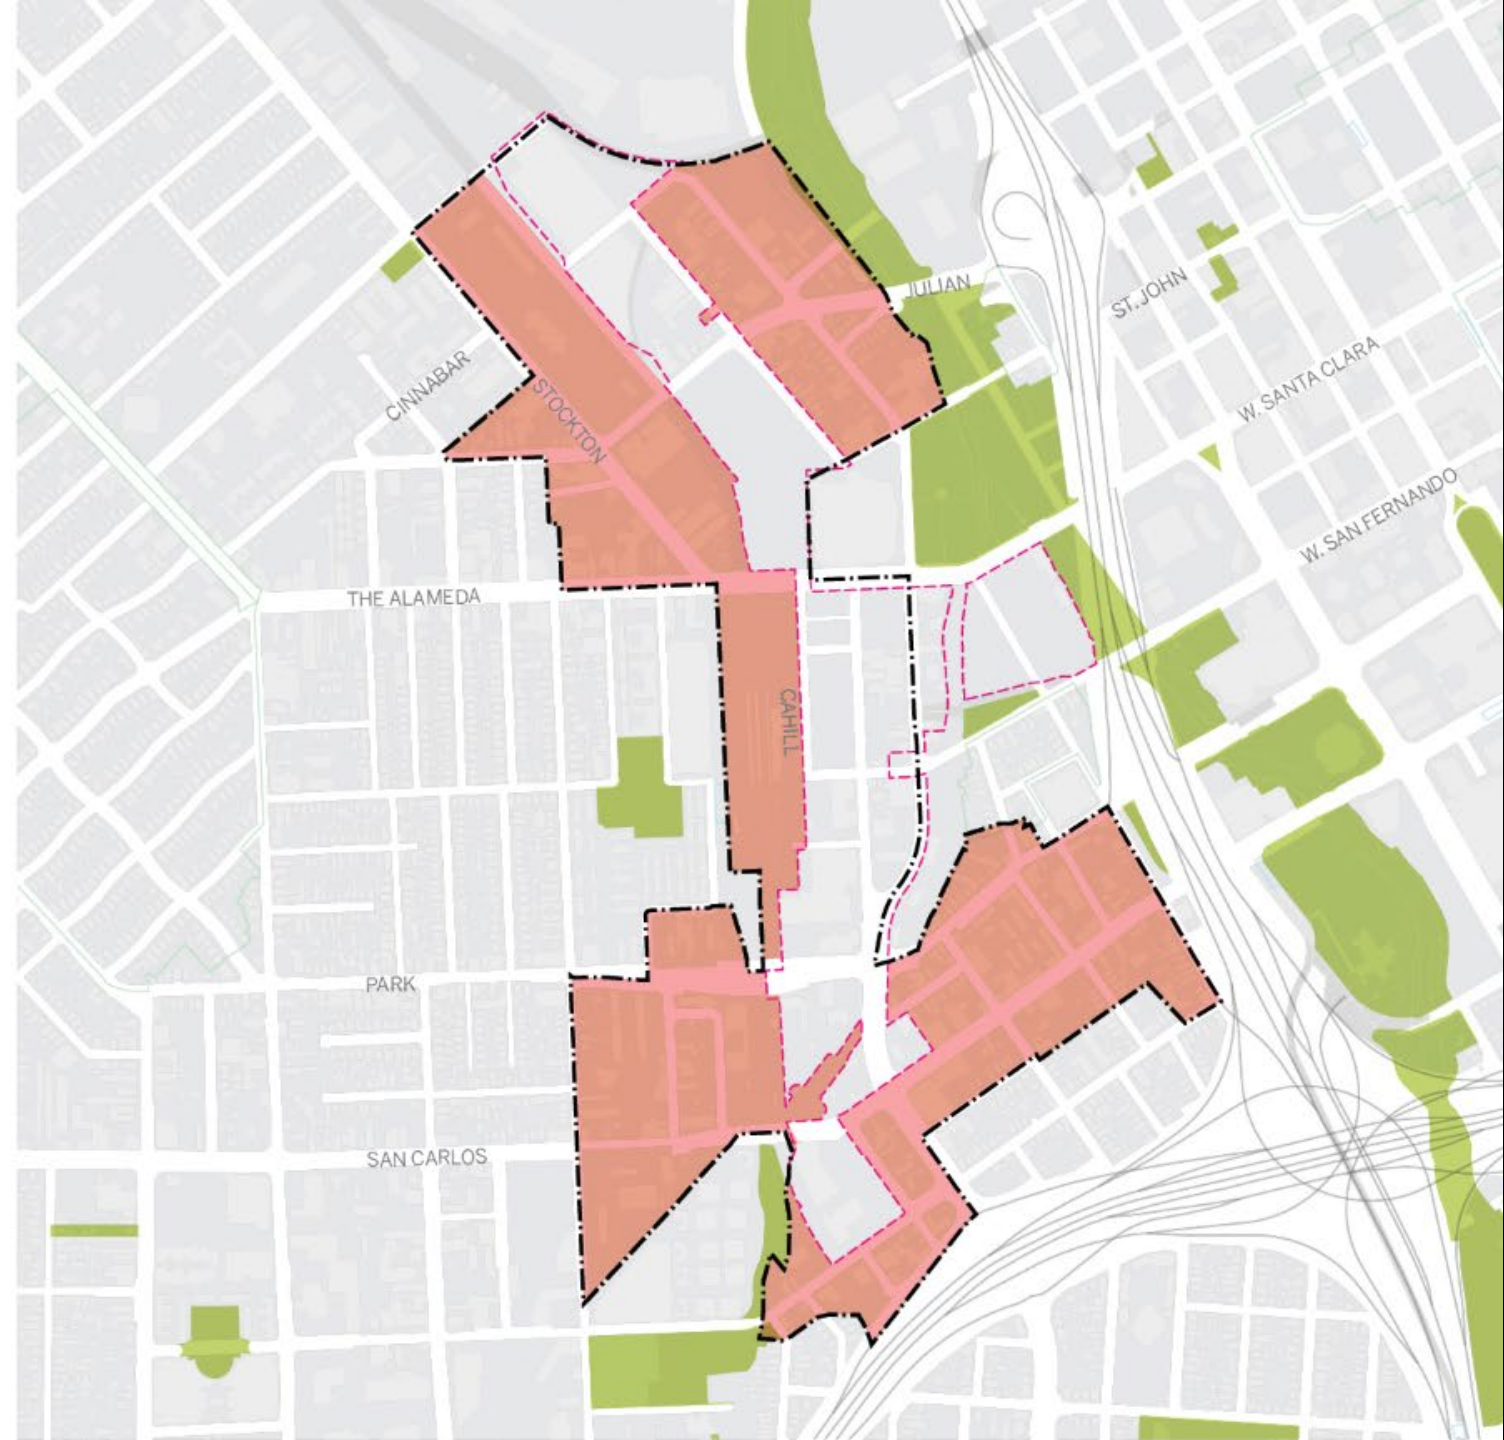 JULIAN
ST. JOHN
W. SANTA CLARA
CINNABAR
STOCKTON
W. SAN FERNANDO
THE ALAMEDA
CAHILL
PARK
SAN CARLOS